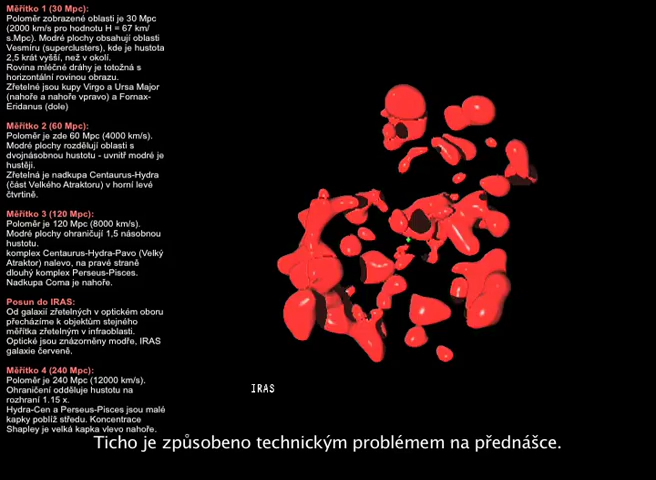 Měřítko 1 (30 Mpc):
Poloměr zobrazené oblasti je 30 Mpc
(2000 km/s pro hodnotu H = 67 km/
s.Mpc). Modré plochy obsahují oblasti
Vesmíru (superclusters), kde je hustota
2,5 krát vyšší, než v okolí.
Rovina mléčné dráhy je totožná s
horizontální rovinou obrazu.
Zřetelné jsou kupy Virgo a Ursa Major
(nahoře a nahoře vpravo) a Fornax-
Eridanus (dole)
Měřítko 2 (60 Mpc):
Poloměr je zde 60 Mpc (4000 km/s).
Modré plochy rozdělují oblasti s
dvojnásobnou hustotu - uvnitř modré je
hustěji.
Zřetelná je nadkupa Centaurus-Hydra
(část Velkého Atraktoru) v horní levé
čtvrtině.
Měřítko 3 (120 Mpc):
Poloměr je 120 Mpc (8000 km/s).
Modré plochy ohraničují 1,5 násobnou
hustotu.
komplex Centaurus-Hydra-Pavo (Velký
Atraktor) nalevo, na pravé straně
dlouhý komplex Perseus-Pisces.
Nadkupa Coma je nahoře.
Posun do IRAS:
Od galaxií zřetelných v optickém oboru
přecházíme k objektům stejného
měřítka zřetelným v infraoblasti.
Optické jsou znázorněny modře, IRAS
galaxie červeně.
Měřítko 4 (240 Mpc):
Poloměr je 240 Mpc (12000 km/s).
Ohraničení odděluje hustotu na
rozhraní 1.15 x.
Hydra-Cen a Perseus-Pisces jsou malé
kapky poblíž středu. Koncentrace
Shapley je velká kapka vlevo nahoře.
IRAS
Ticho je způsobeno technickým problémem na přednášce.